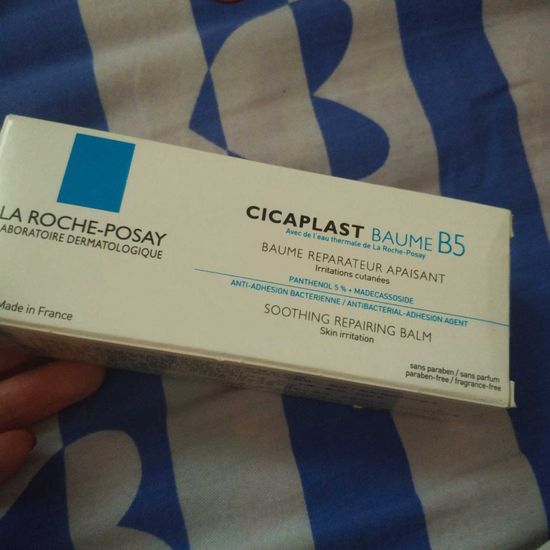 LA ROCHE-POSAY
LABORATOIRE DERMATOLOGIQUE
Made in France
CICAPLAST BAUME B5
Avec de l'eau thermale de La Roche-Posay
BAUME REPARATEUR APAISANT
Irritations cutanées
PANTHENOL 5 % + MADECASSOSIDE
ANTI-ADHESION BACTERIENNE / ANTIBACTERIAL-ADHESION AGENT
SOOTHING REPAIRING BALM
Skin irritation
sans paraben / sans parfum
paraben-free / fragrance-free